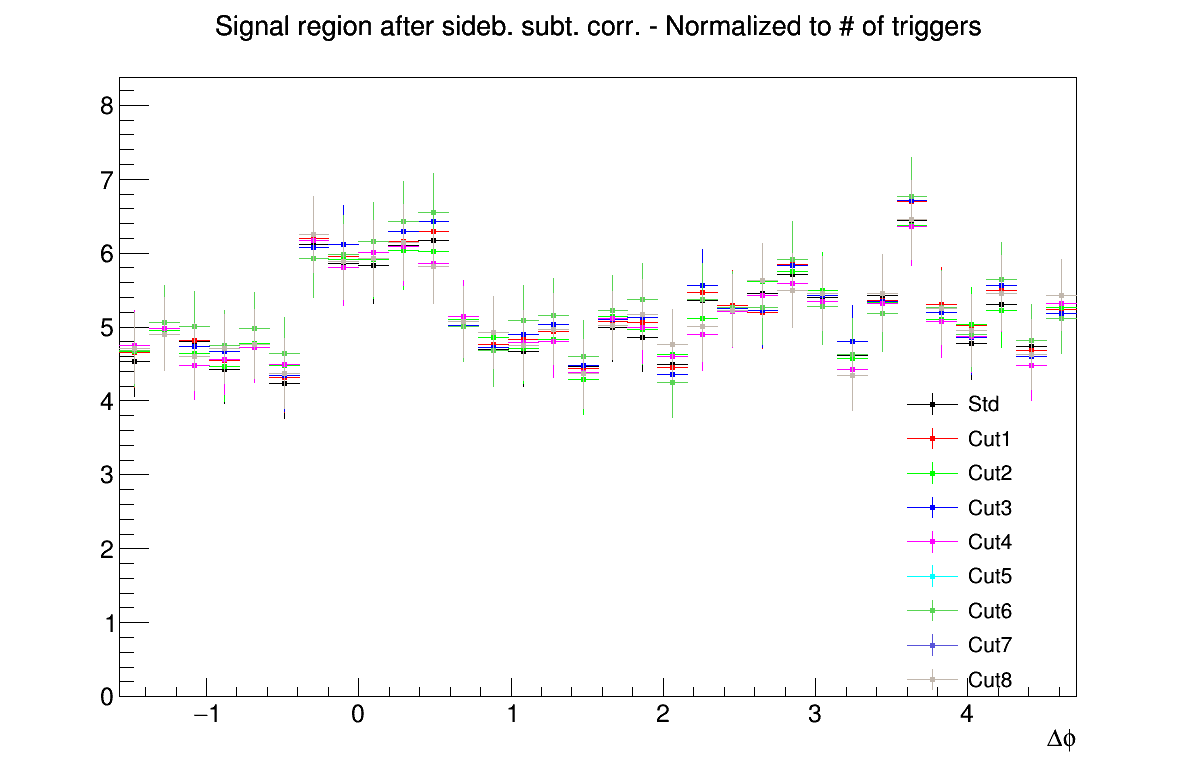 Signal region after sideb. subt. corr. - Normalized to # of triggers
8
7
6
5
4
3
2
1
0
Std
Cut1
Cut2
Cut3
Cut4
Cut5
Cut6
Cut7
Cut8
−1 0 1 2 3 4
Δϕ